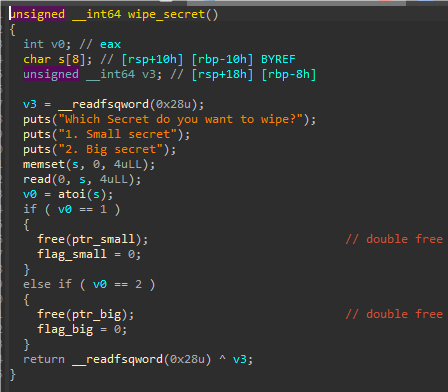 unsigned __int64 wipe_secret()
{
  int v0; // eax
  char s[8]; // [rsp+10h] [rbp-10h] BYREF
  unsigned __int64 v3; // [rsp+18h] [rbp-8h]

  v3 = __readfsqword(0x28u);
  puts("Which Secret do you want to wipe?");
  puts("1. Small secret");
  puts("2. Big secret");
  memset(s, 0, 4uLL);
  read(0, s, 4uLL);
  v0 = atoi(s);
  if ( v0 == 1 )
  {
    free(ptr_small);                            // double free
    flag_small = 0;
  }
  else if ( v0 == 2 )
  {
    free(ptr_big);                              // double free
    flag_big = 0;
  }
  return __readfsqword(0x28u) ^ v3;
}